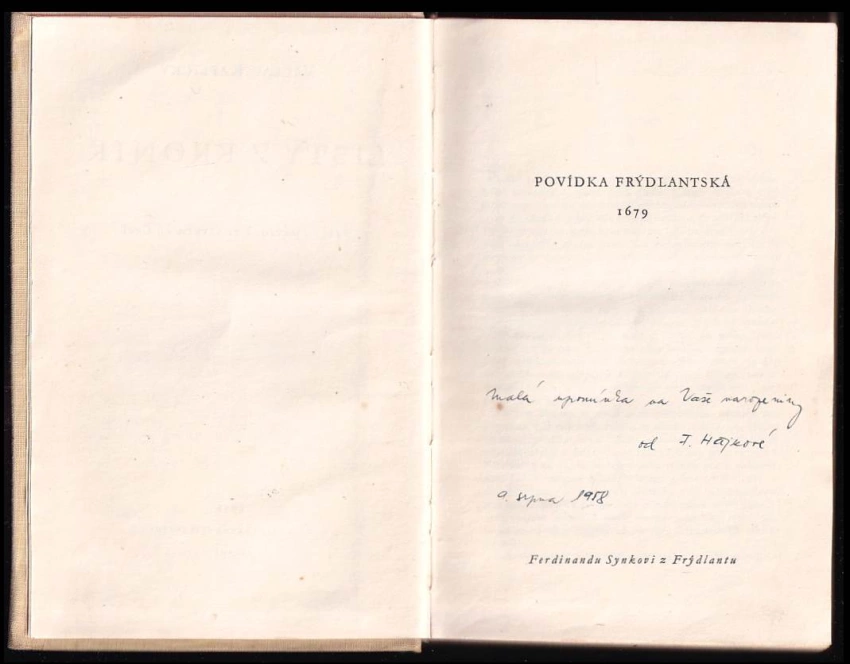 POVÍDKA FRÝDLANTSKÁ
1679
Malá upomínka na Vaše narozeniny
od J. Hájkové
9. srpna 1958
Ferdinandu Synkovi z Frýdlantu